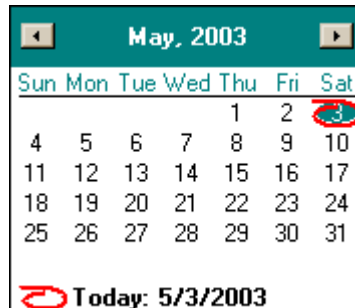 May, 2003
Sun Mon Tue Wed Thu Fri Sat
1 2 3
4 5 6 7 8 9 10
11 12 13 14 15 16 17
18 19 20 21 22 23 24
25 26 27 28 29 30 31
Today: 5/3/2003